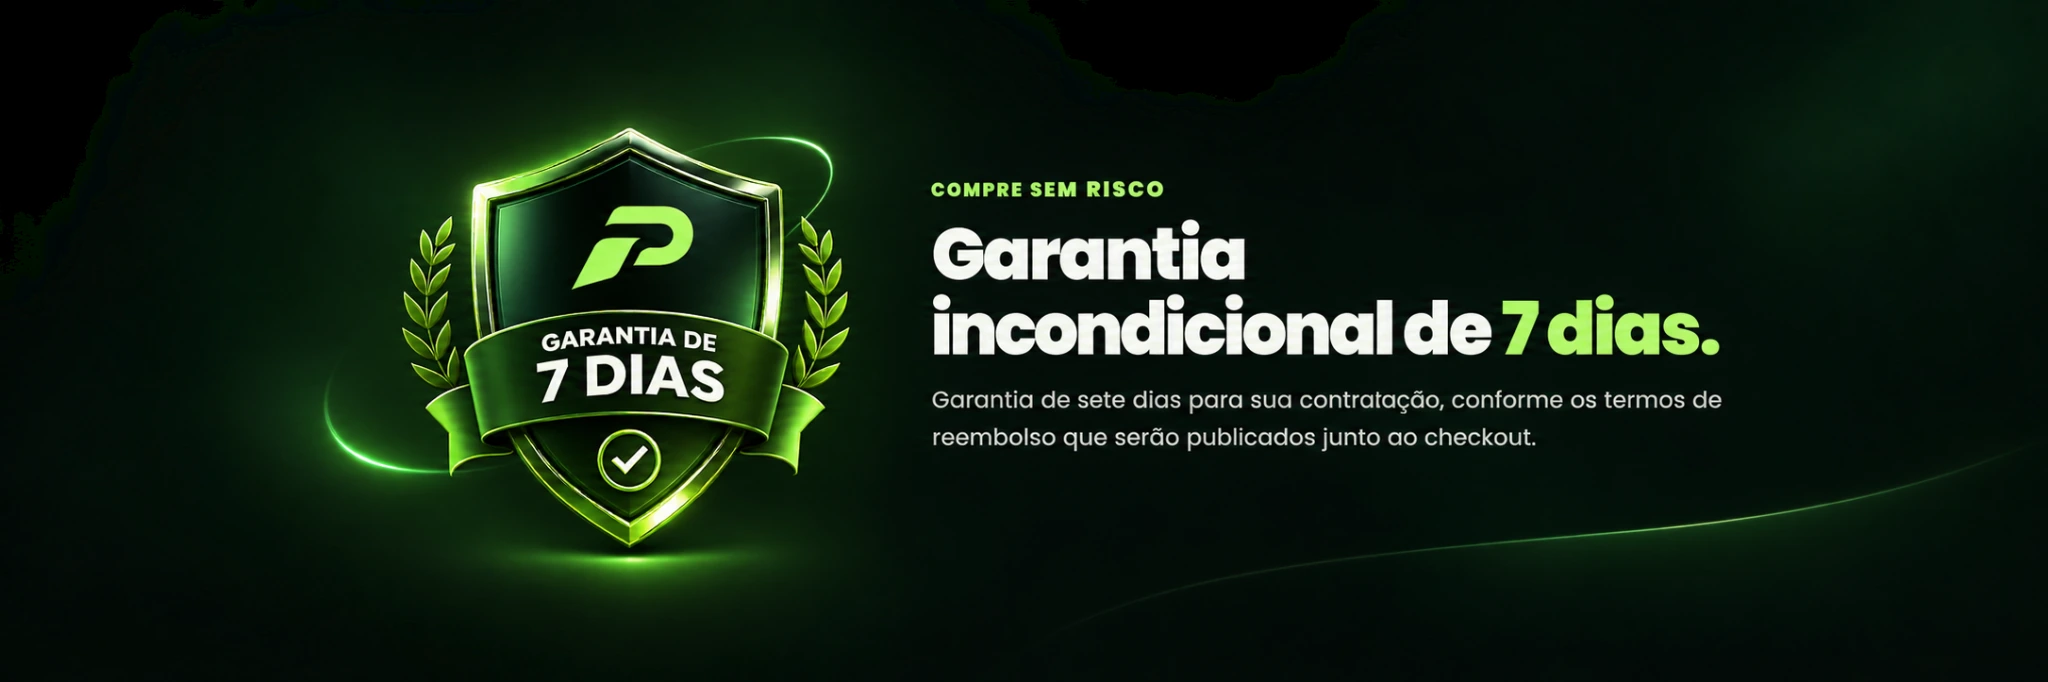 GARANTIA DE
7 DIAS
COMPRE SEM RISCO
Garantia
incondicional de 7 dias.
Garantia de sete dias para sua contratação, conforme os termos de
reembolso que serão publicados junto ao checkout.